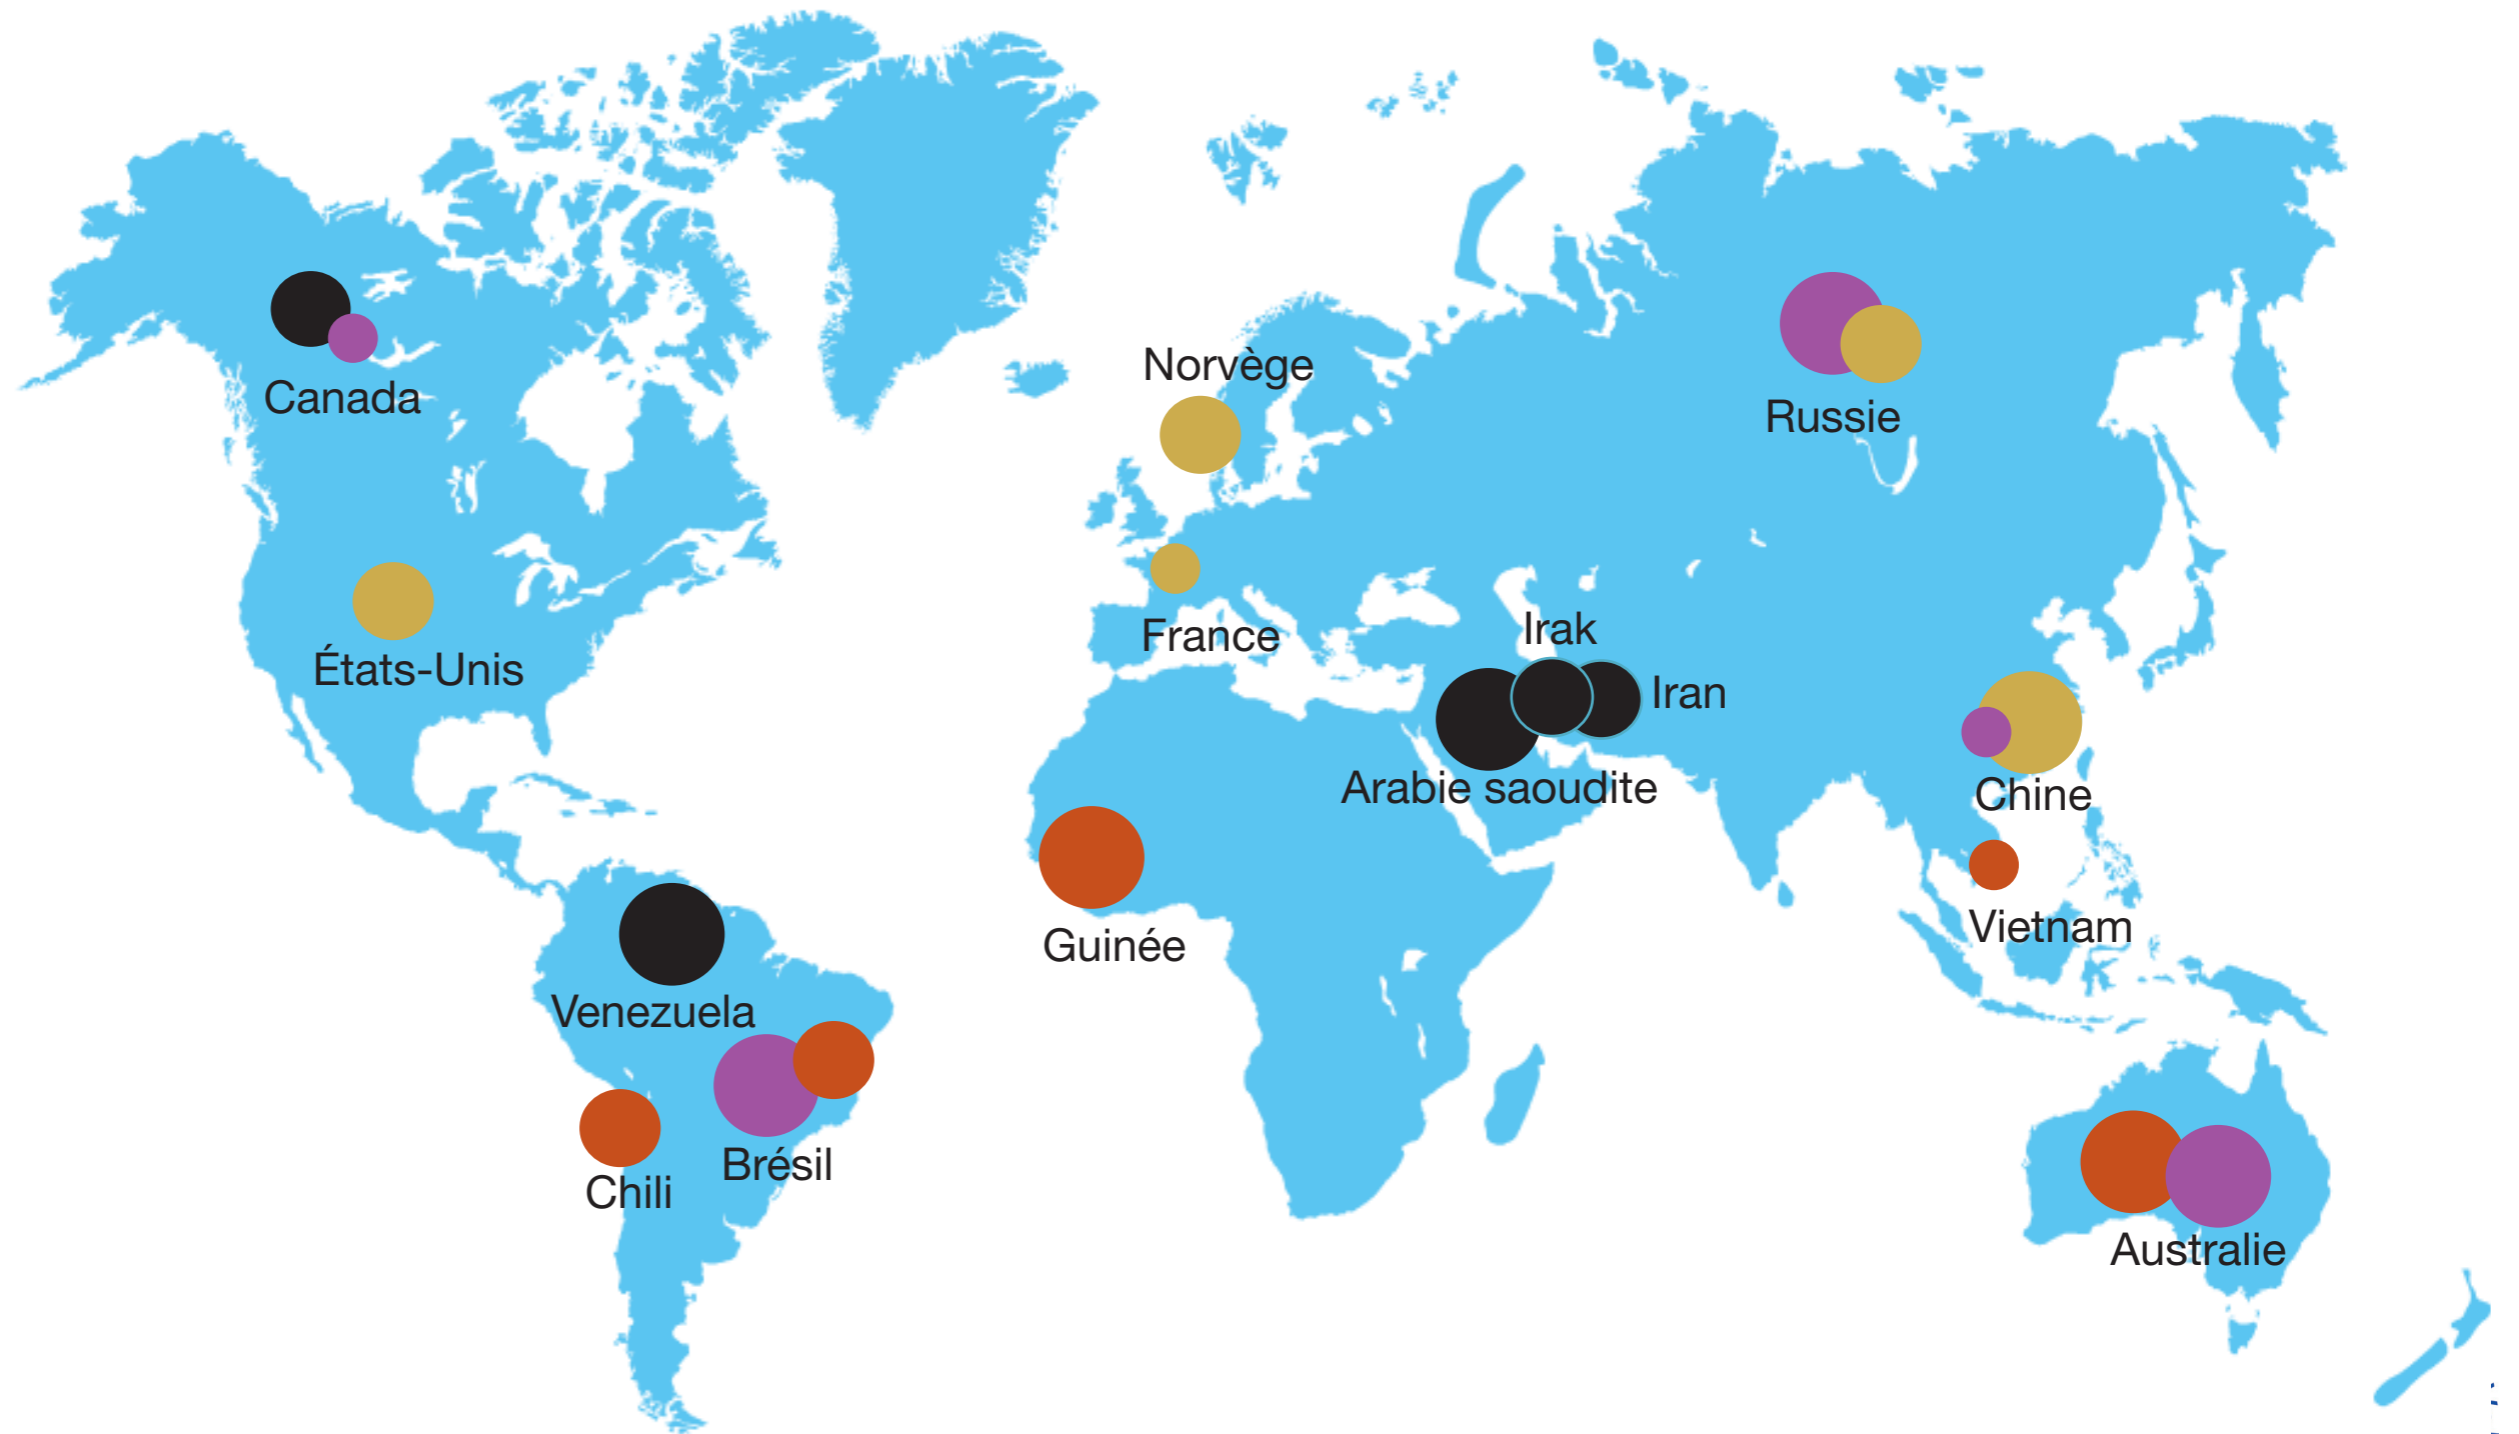 Norvège
Canada
Russie
Irak
France
États-Unis
Iran
Arabie saoudite
Chine
Vietnam
Guinée
Venezuela
Brésil
Chili
Australie